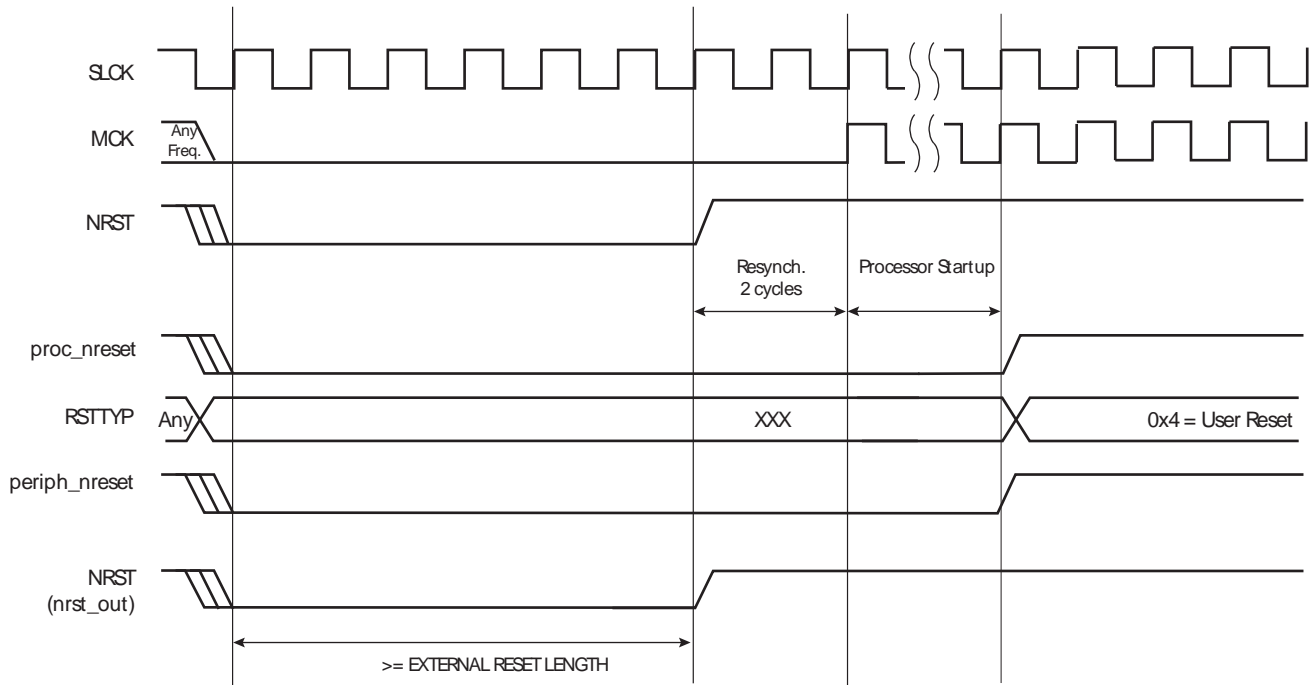 SLCK
MCK
Any
Freq.
NRST
Resynch.
2 cycles
Processor Startup
proc_nreset
RSTTYP
Any
XXX
0x4 = User Reset
periph_nreset
NRST
(nrst_out)
>= EXTERNAL RESET LENGTH